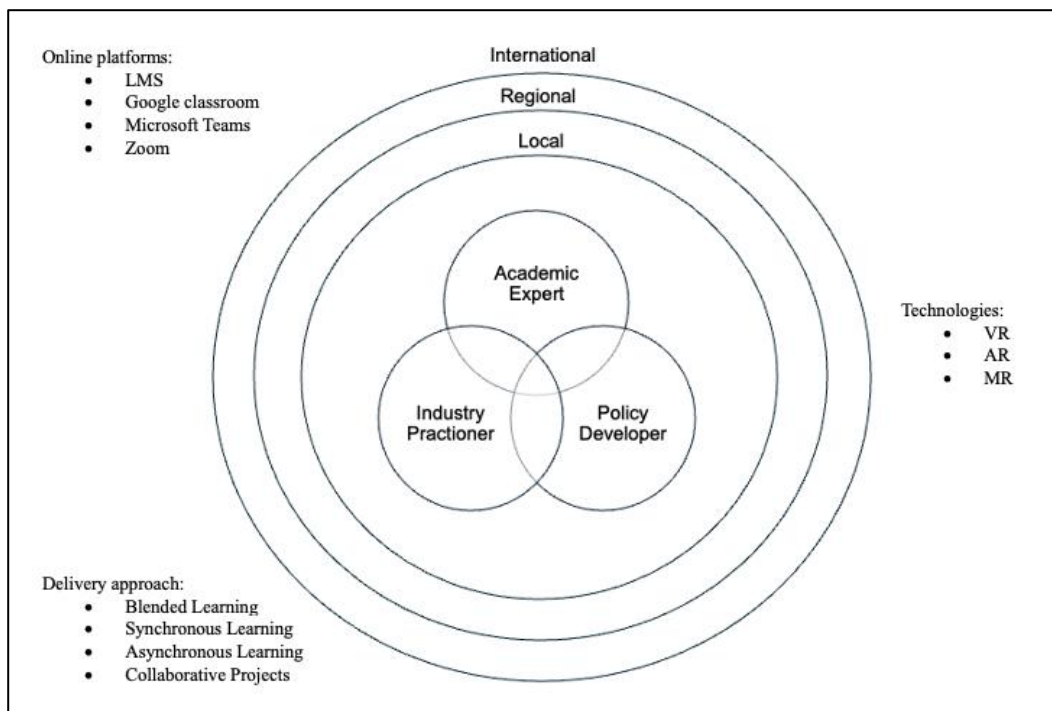 Online platforms:
• LMS
• Google classroom
• Microsoft Teams
• Zoom
International
Regional
Local
Academic
Expert
Industry
Practioner
Policy
Developer
Technologies:
• VR
• AR
• MR
Delivery approach:
• Blended Learning
• Synchronous Learning
• Asynchronous Learning
• Collaborative Projects